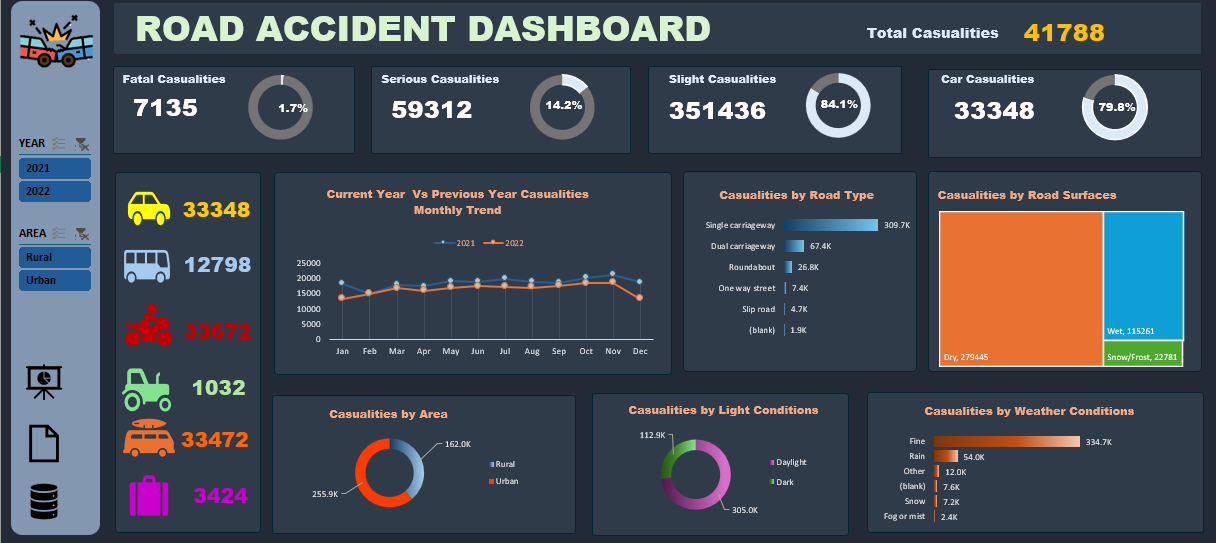 ROAD ACCIDENT DASHBOARD
Total Casualities 41788
Fatal Casualities
7135
1.7%
Serious Casualities
59312
14.2%
Slight Casualities
351436
84.1%
Car Casualities
33348
79.8%
YEAR
2021
2022
AREA
Rural
Urban
33348
12798
33672
1032
33472
3424
Current Year Vs Previous Year Casualities
Monthly Trend
2021 2022
25000
20000
15000
10000
5000
0
Jan Feb Mar Apr May Jun Jul Aug Sep Oct Nov Dec
Casualities by Road Type
Single carriageway 309.7K
Dual carriageway 67.4K
Roundabout 26.8K
One way street 7.4K
Slip road 4.7K
(blank) 1.9K
Casualities by Road Surfaces
Dry, 279445
Wet, 115261
Snow/Frost, 22781
Casualities by Area
162.0K
255.9K
Rural
Urban
Casualities by Light Conditions
112.9K
305.0K
Daylight
Dark
Casualities by Weather Conditions
Fine 334.7K
Rain 54.0K
Other 12.0K
(blank) 7.6K
Snow 7.2K
Fog or mist 2.4K